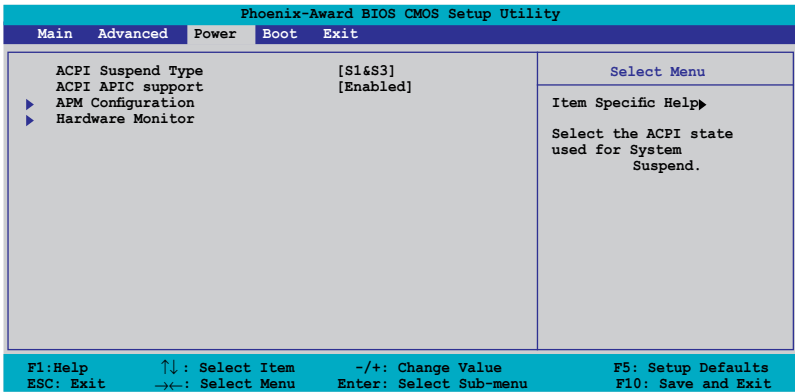 Phoenix-Award BIOS CMOS Setup Utility
Main Advanced Power Boot Exit
ACPI Suspend Type [S1&S3]
ACPI APIC support [Enabled]
APM Configuration
Hardware Monitor
Select Menu
Item Specific Help
Select the ACPI state
used for System
Suspend.
F1:Help ↑↓: Select Item -/+: Change Value F5: Setup Defaults
ESC: Exit →←: Select Menu Enter: Select Sub-menu F10: Save and Exit